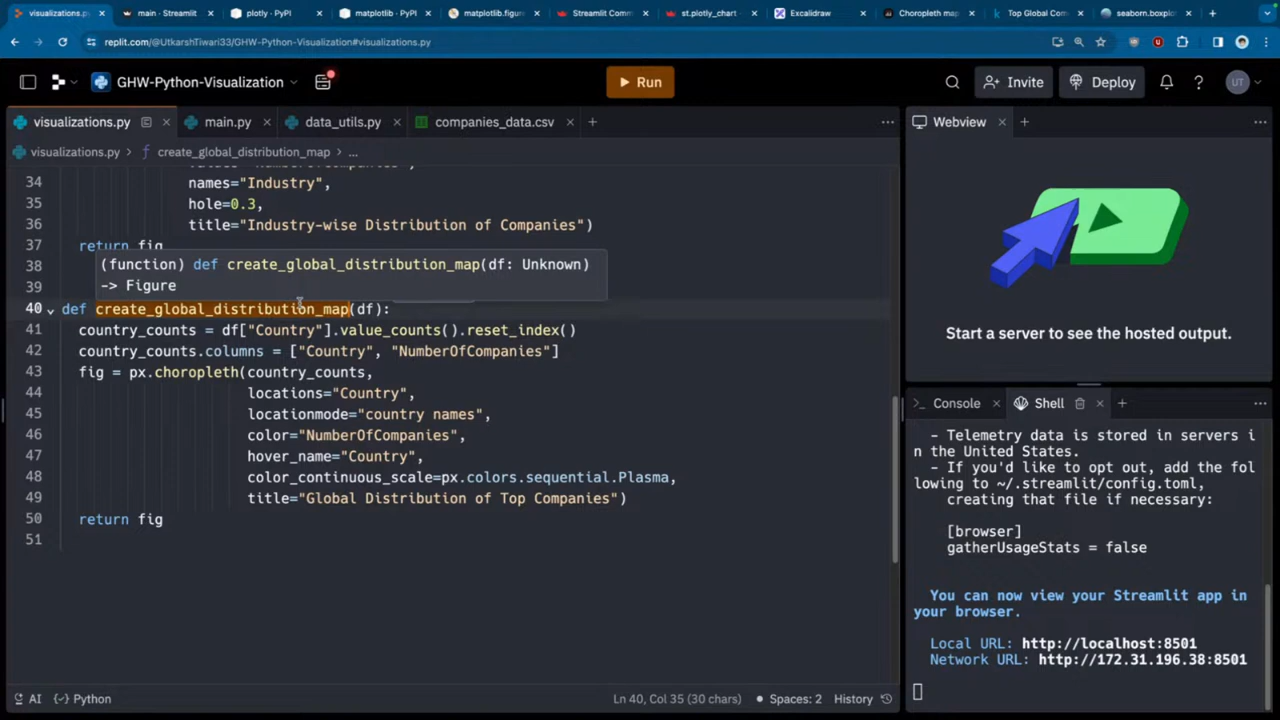 visualizations.py
main - Streamlit
plotly · PyPI
matplotlib · PyPI
matplotlib.figur
Streamlit Comm
st.plotly_chart -
Excalidraw
Choropleth map
Top Global Com
seaborn.boxplo
replit.com/@UtkarshTiwari33/GHW-Python-Visualization#visualizations.py
GHW-Python-Visualization
Run
Invite
Deploy
UT
visualizations.py
main.py
data_utils.py
companies_data.csv
Webview
visualizations.py > create_global_distribution_map > ...
34 names="Industry",
35 hole=0.3,
36 title="Industry-wise Distribution of Companies")
37 return fig
38
39
(function) def create_global_distribution_map(df: Unknown)
-> Figure
40 def create_global_distribution_map(df):
41 country_counts = df["Country"].value_counts().reset_index()
42 country_counts.columns = ["Country", "NumberOfCompanies"]
43 fig = px.choropleth(country_counts,
44 locations="Country",
45 locationmode="country names",
46 color="NumberOfCompanies",
47 hover_name="Country",
48 color_continuous_scale=px.colors.sequential.Plasma,
49 title="Global Distribution of Top Companies")
50 return fig
51
Start a server to see the hosted output.
Console
Shell
- Telemetry data is stored in servers i
n the United States.
- If you'd like to opt out, add the fol
lowing to ~/.streamlit/config.toml,
creating that file if necessary:
[browser]
gatherUsageStats = false
You can now view your Streamlit app in
your browser.
Local URL: http://localhost:8501
Network URL: http://172.31.196.38:8501
AI
Python
Ln 40, Col 35 (30 chars)
Spaces: 2
History